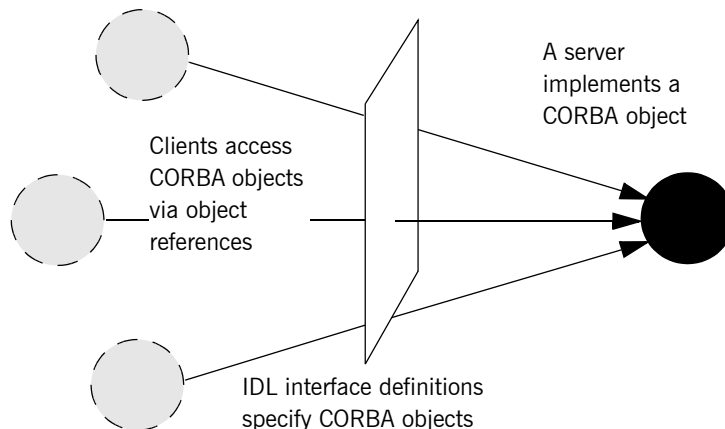 A server
implements a
CORBA object
Clients access
CORBA objects
via object
references
IDL interface definitions
specify CORBA objects